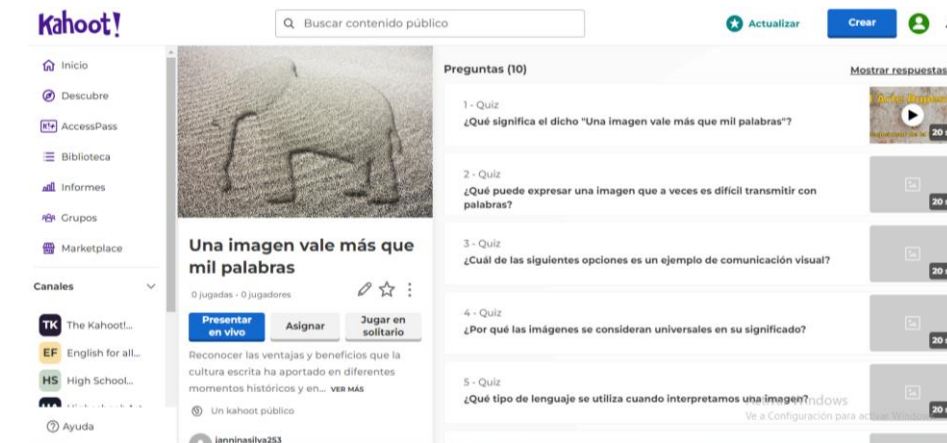 Kahoot!
Buscar contenido público
Actualizar
Crear
Inicio
Descubre
AccessPass
Biblioteca
Informes
Grupos
Marketplace
Canales
TK The Kahoot!...
EF English for all...
HS High School...
Ayuda
Una imagen vale más que
mil palabras
0 jugadas · 0 jugadores
Presentar
en vivo
Asignar
Jugar en
solitario
Reconocer las ventajas y beneficios que la
cultura escrita ha aportado en diferentes
momentos históricos y en... VER MÁS
Un kahoot público
janninasilva253
Preguntas (10)
Mostrar respuestas
1 - Quiz
¿Qué significa el dicho "Una imagen vale más que mil palabras"?
20
2 - Quiz
¿Qué puede expresar una imagen que a veces es difícil transmitir con
palabras?
20
3 - Quiz
¿Cuál de las siguientes opciones es un ejemplo de comunicación visual?
20
4 - Quiz
¿Por qué las imágenes se consideran universales en su significado?
20
5 - Quiz
¿Qué tipo de lenguaje se utiliza cuando interpretamos una imagen?
20
Activar Windows
Ve a Configuración para activar Windows